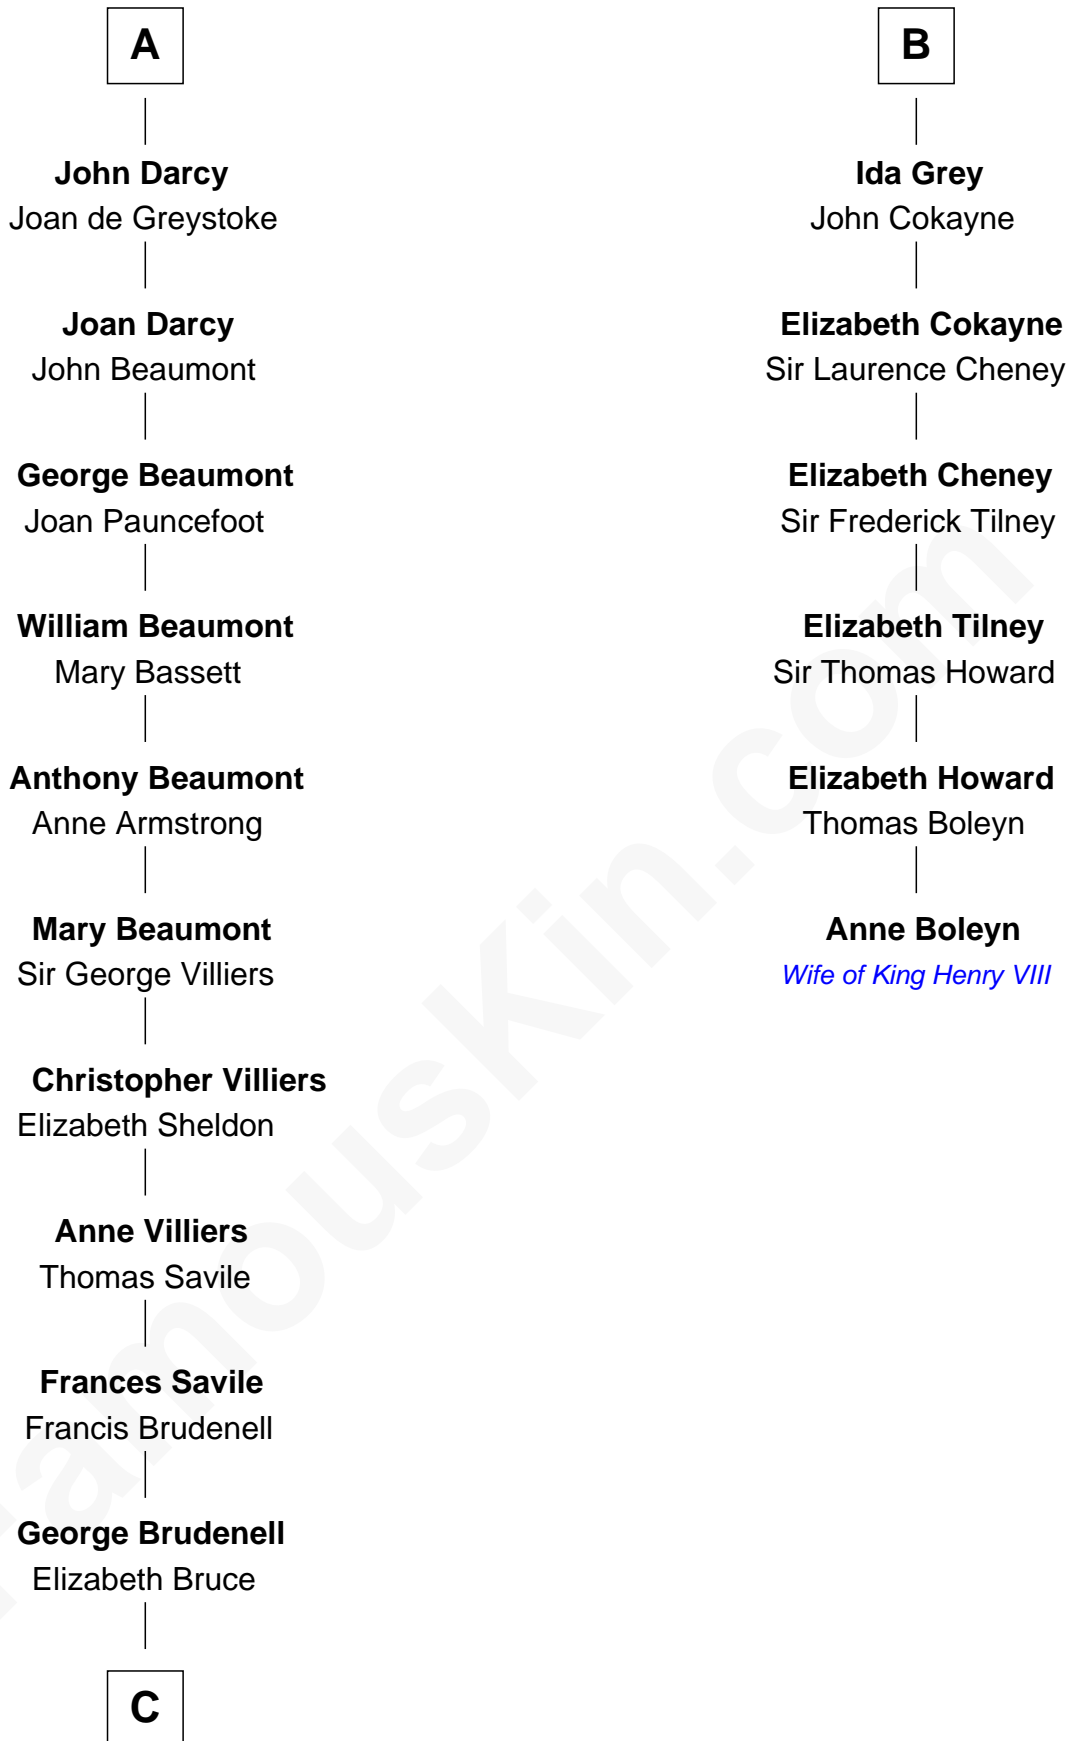 A
John Darcy
Joan de Greystoke
Joan Darcy
John Beaumont
George Beaumont
Joan Pauncefoot
William Beaumont
Mary Bassett
Anthony Beaumont
Anne Armstrong
Mary Beaumont
Sir George Villiers
Christopher Villiers
Elizabeth Sheldon
Anne Villiers
Thomas Savile
Frances Savile
Francis Brudenell
George Brudenell
Elizabeth Bruce
C
B
Ida Grey
John Cokayne
Elizabeth Cokayne
Sir Laurence Cheney
Elizabeth Cheney
Sir Frederick Tilney
Elizabeth Tilney
Sir Thomas Howard
Elizabeth Howard
Thomas Boleyn
Anne Boleyn
Wife of King Henry VIII
FamousKin.com